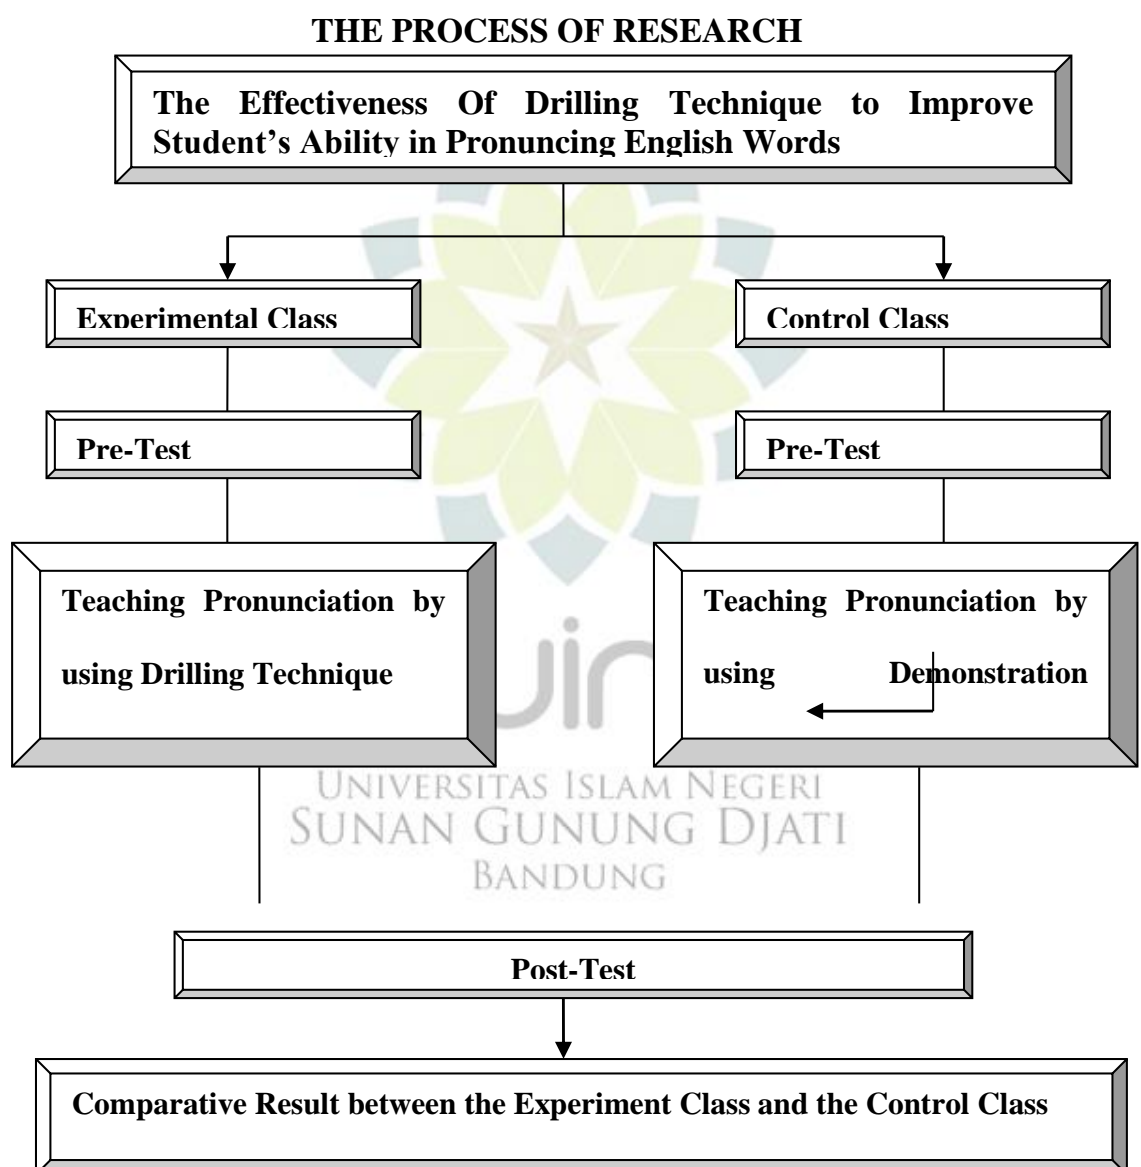 THE PROCESS OF RESEARCH
The Effectiveness Of Drilling Technique to Improve
Student's Ability in Pronuncing English Words
Experimental Class
Control Class
Pre-Test
Pre-Test
Teaching Pronunciation by
using Drilling Technique
Teaching Pronunciation by
using Demonstration
uin
UNIVERSITAS ISLAM NEGERI
SUNAN GUNUNG DJATI
BANDUNG
Post-Test
Comparative Result between the Experiment Class and the Control Class